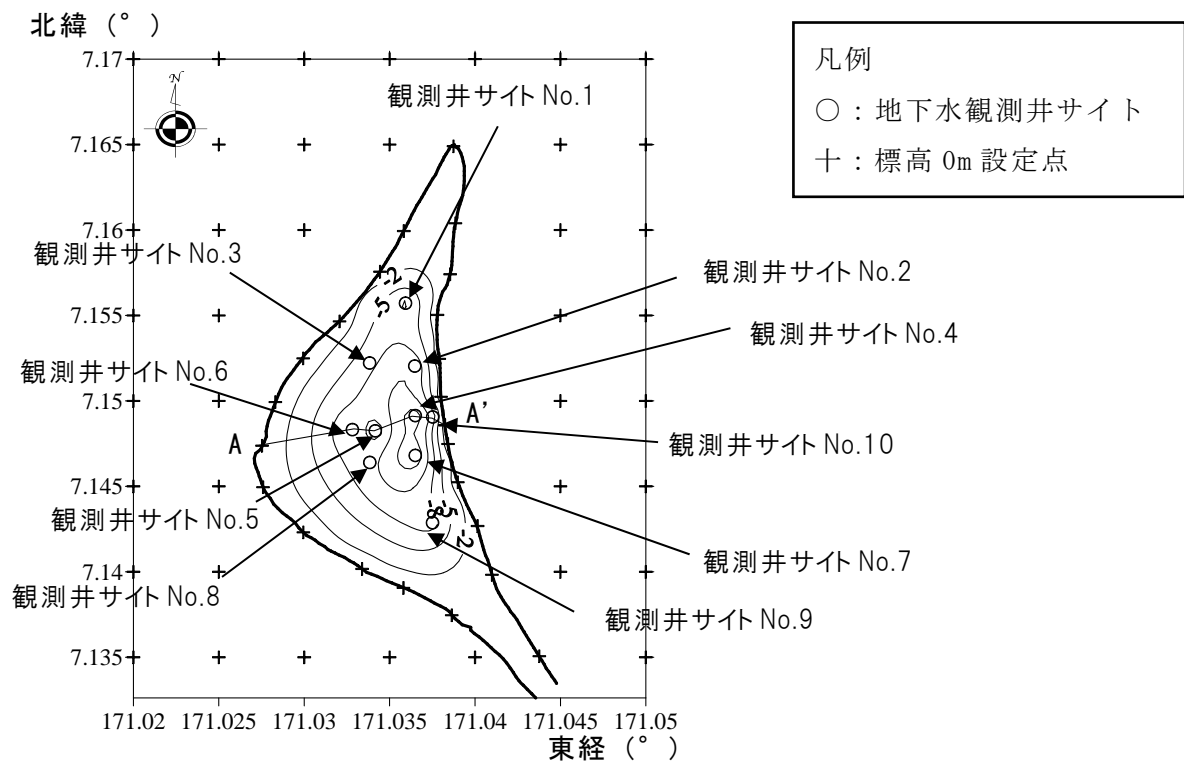 北緯 (°)
凡例
○：地下水観測井サイト
十：標高 0m 設定点
7.17
7.165
7.16
7.155
7.15
7.145
7.14
7.135
N
観測井サイト No.1
観測井サイト No.3
観測井サイト No.2
観測井サイト No.4
観測井サイト No.6
A
A'
観測井サイト No.10
観測井サイト No.5
観測井サイト No.7
観測井サイト No.8
観測井サイト No.9
-2
-5
-8
-5
-2
171.02 171.025 171.03 171.035 171.04 171.045 171.05
東経 (°)